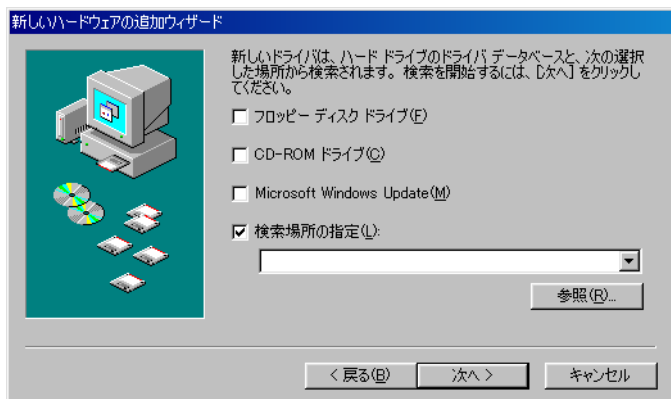 新しいハードウェアの追加ウィザード
新しいドライバは、ハード ドライブのドライバ データベースと、次の選択
した場所から検索されます。検索を開始するには、[次へ] をクリックし
てください。
フロッピー ディスク ドライブ(F)
CD-ROM ドライブ(C)
Microsoft Windows Update(M)
検索場所の指定(L):
参照(R)...
< 戻る(B)
次へ >
キャンセル